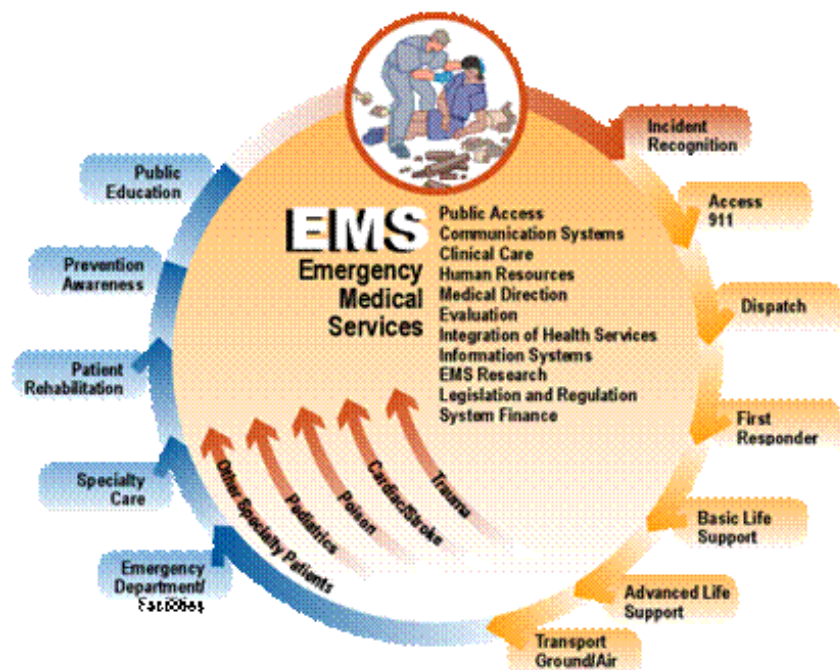 EMS
Emergency
Medical
Services
Public Access
Communication Systems
Clinical Care
Human Resources
Medical Direction
Evaluation
Integration of Health Services
Information Systems
EMS Research
Legislation and Regulation
System Finance
Incident
Recognition
Access
911
Dispatch
First
Responder
Basic Life
Support
Advanced Life
Support
Transport
Ground/Air
Emergency
Department/
Facilities
Specialty
Care
Patient
Rehabilitation
Prevention
Awareness
Public
Education
Other Specialty Patients
Pediatrics
Poison
Cardiac/Stroke
Trauma